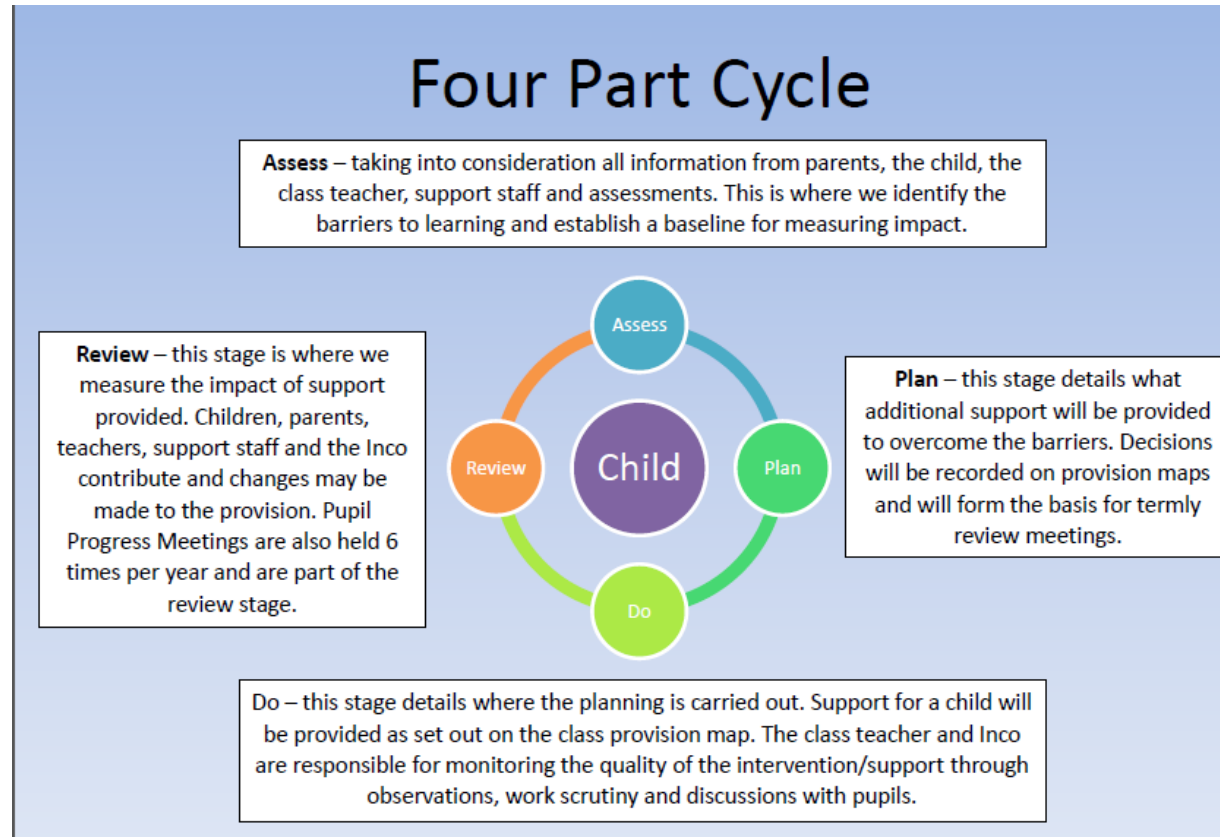 Four Part Cycle
Assess – taking into consideration all information from parents, the child, the
class teacher, support staff and assessments. This is where we identify the
barriers to learning and establish a baseline for measuring impact.
Assess
Review – this stage is where we
measure the impact of support
provided. Children, parents,
teachers, support staff and the Inco
contribute and changes may be
made to the provision. Pupil
Progress Meetings are also held 6
times per year and are part of the
review stage.
Review
Child
Plan
Plan – this stage details what
additional support will be provided
to overcome the barriers. Decisions
will be recorded on provision maps
and will form the basis for termly
review meetings.
Do
Do – this stage details where the planning is carried out. Support for a child will
be provided as set out on the class provision map. The class teacher and Inco
are responsible for monitoring the quality of the intervention/support through
observations, work scrutiny and discussions with pupils.